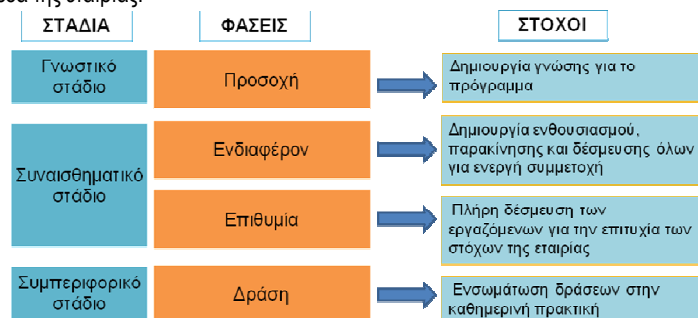 της εταιρίας.
ΣΤΑΔΙΑ
ΦΑΣΕΙΣ
ΣΤΟΧΟΙ
Γνωστικό
στάδιο
Προσοχή
Δημιουργία γνώσης για το
πρόγραμμα
Συναισθηματικό
στάδιο
Ενδιαφέρον
Δημιουργία ενθουσιασμού,
παρακίνησης και δέσμευσης όλων
για ενεργή συμμετοχή
Επιθυμία
Πλήρη δέσμευση των
εργαζόμενων για την επιτυχία των
στόχων της εταιρίας
Συμπεριφορικό
στάδιο
Δράση
Ενσωμάτωση δράσεων στην
καθημερινή πρακτική